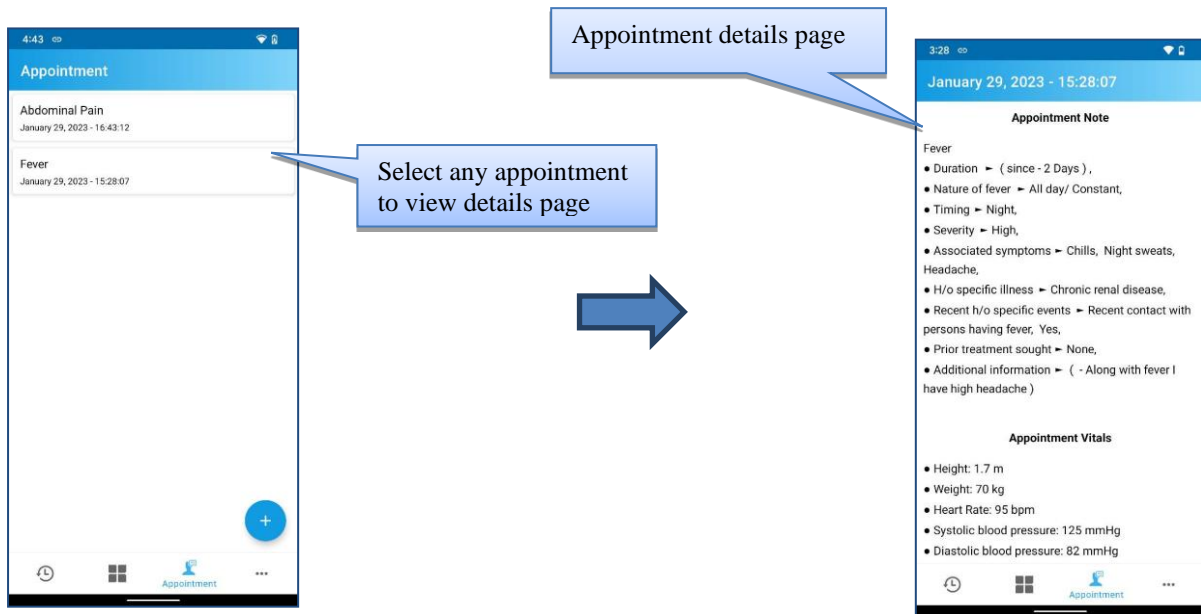 4:43
Appointment
Abdominal Pain
January 29, 2023 - 16:43:12
Fever
January 29, 2023 - 15:28:07
+
Appointment
Select any appointment
to view details page
Appointment details page
3:28
January 29, 2023 - 15:28:07
Appointment Note
Fever
● Duration ► ( since - 2 Days ) ,
● Nature of fever ► All day/ Constant,
● Timing ► Night,
● Severity ► High,
● Associated symptoms ► Chills, Night sweats,
Headache,
● H/o specific illness ► Chronic renal disease,
● Recent h/o specific events ► Recent contact with
persons having fever, Yes,
● Prior treatment sought ► None,
● Additional information ► ( - Along with fever I
have high headache )
Appointment Vitals
● Height: 1.7 m
● Weight: 70 kg
● Heart Rate: 95 bpm
● Systolic blood pressure: 125 mmHg
● Diastolic blood pressure: 82 mmHg
Appointment